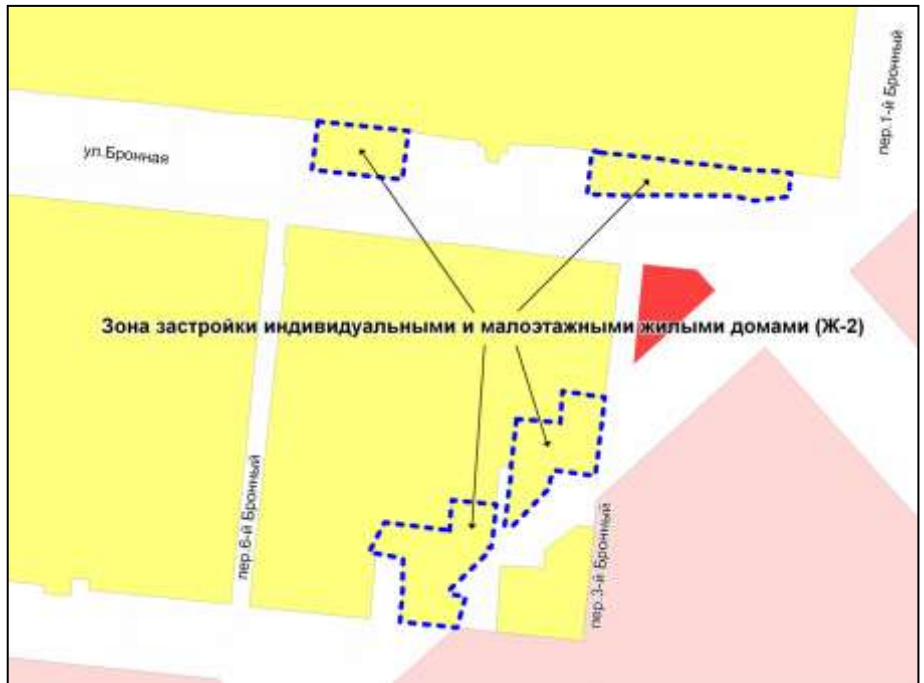 пер.1-й Бронный
ул.Бронная
Зона застройки индивидуальными и малоэтажными жилыми домами (Ж-2)
пер.6-й Бронный
пер.3-й Бронный